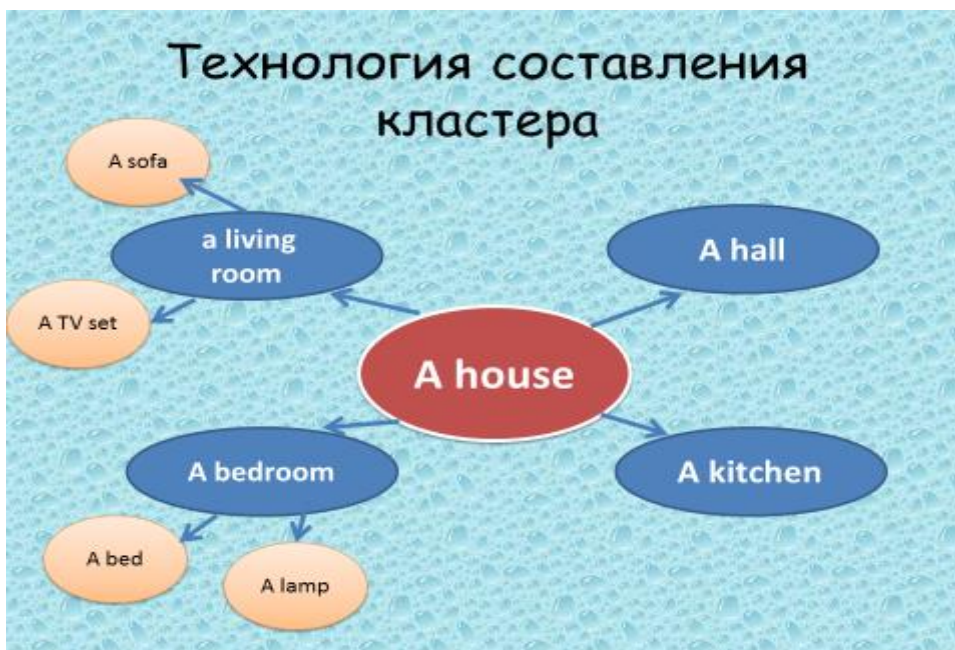 Технология составления
кластера
A sofa
a living
room
A hall
A TV set
A house
A bedroom
A kitchen
A bed
A lamp